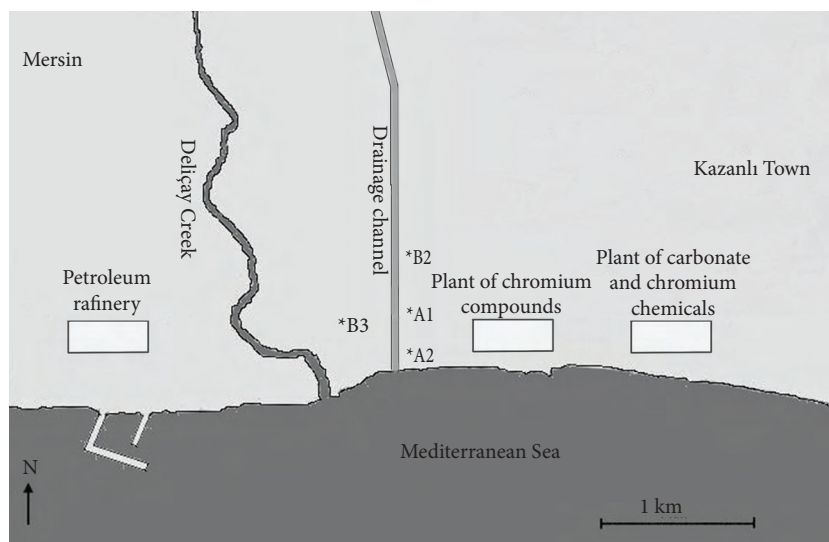 Mersin
Deliçay Creek
Drainage channel
Kazanlı Town
*B2
Petroleum
rafinery
Plant of chromium
compounds
Plant of carbonate
and chromium
chemicals
*B3
*A1
*A2
Mediterranean Sea
N
1 km